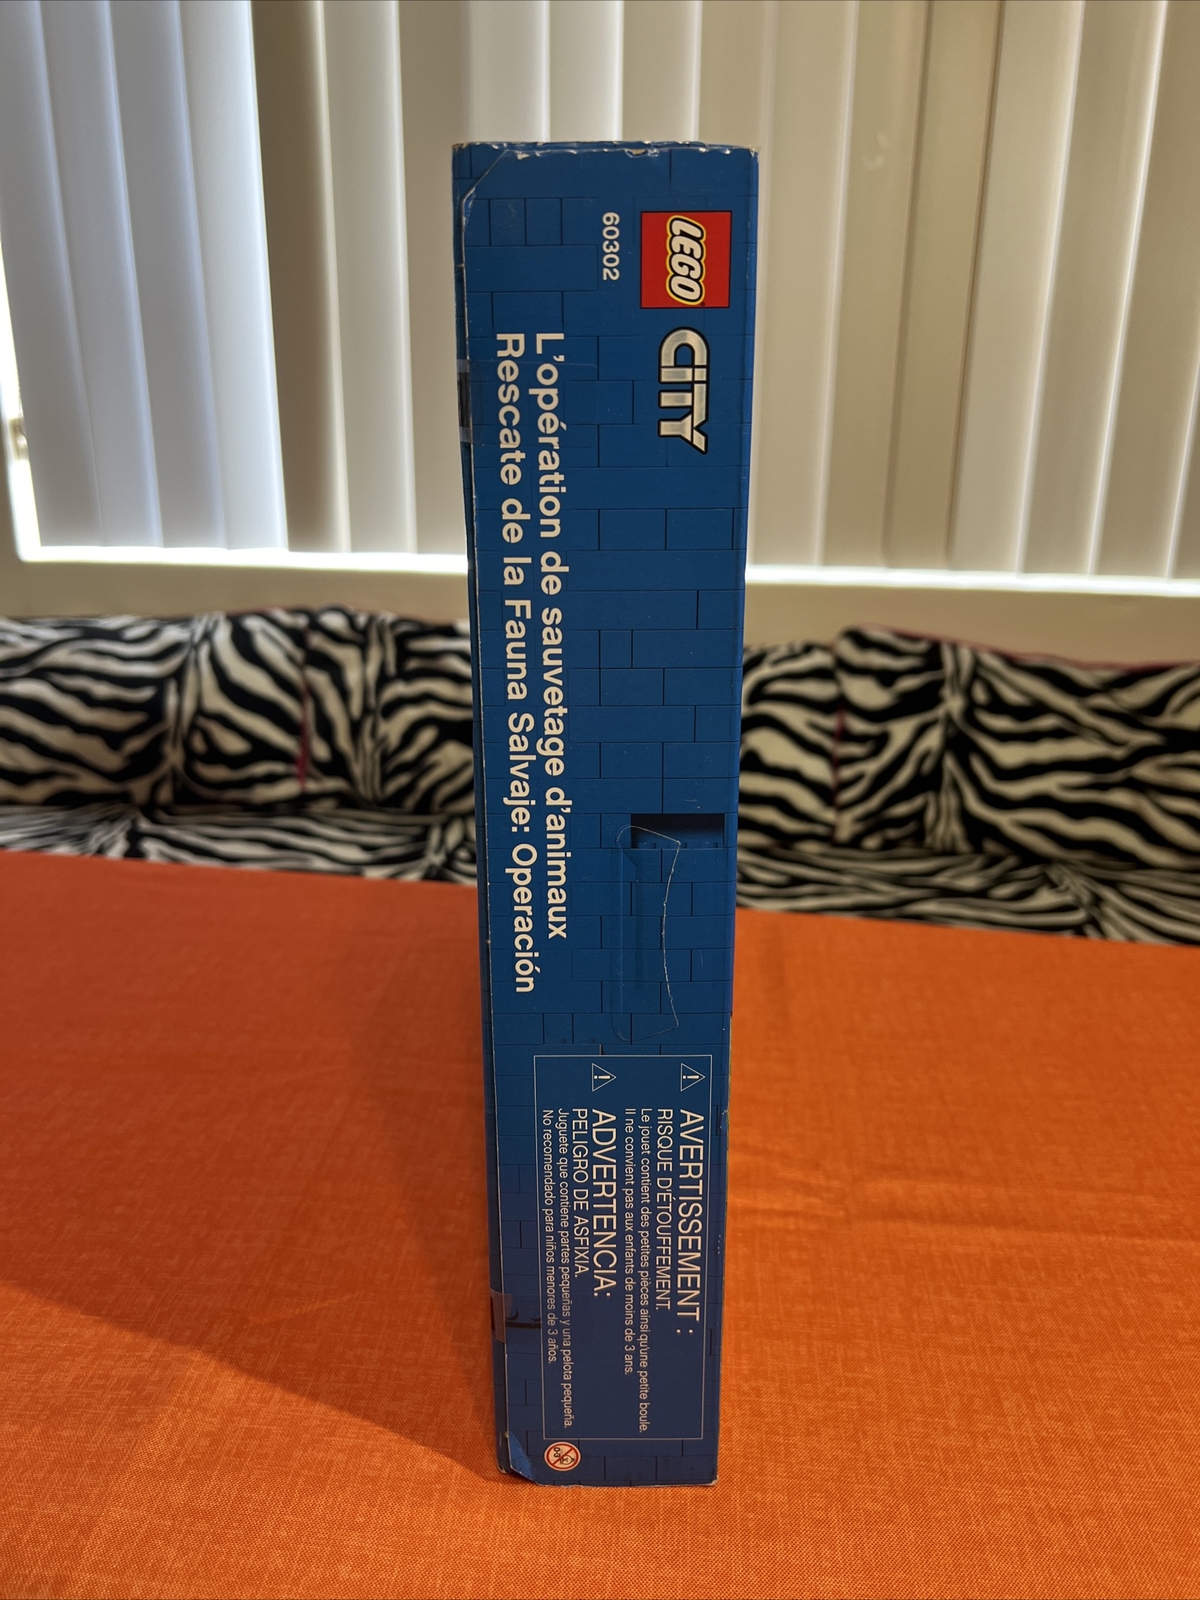 LEGO
CITY
60302
L'opération de sauvetage d'animaux
Rescate de la Fauna Salvaje: Operación
AVERTISSEMENT :
RISQUE D'ÉTOUFFEMENT.
Le jouet contient des petites pièces ainsi qu'une petite boule.
Il ne convient pas aux enfants de moins de 3 ans.
ADVERTENCIA:
PELIGRO DE ASFIXIA.
Juguete que contiene partes pequeñas y una pelota pequeña.
No recomendado para niños menores de 3 años.
0-3